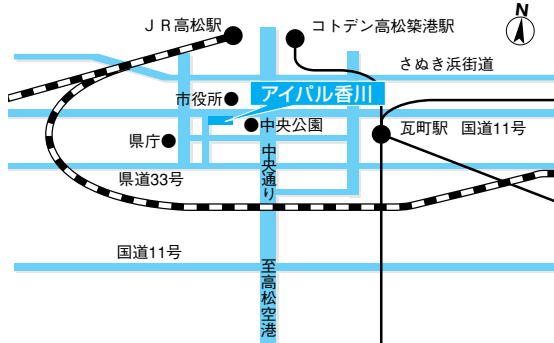 N
JR高松駅
コトデン高松築港駅
さぬき浜街道
市役所
アイパル香川
中央公園
瓦町駅 国道11号
県庁
中央通り
県道33号
国道11号
至高松空港